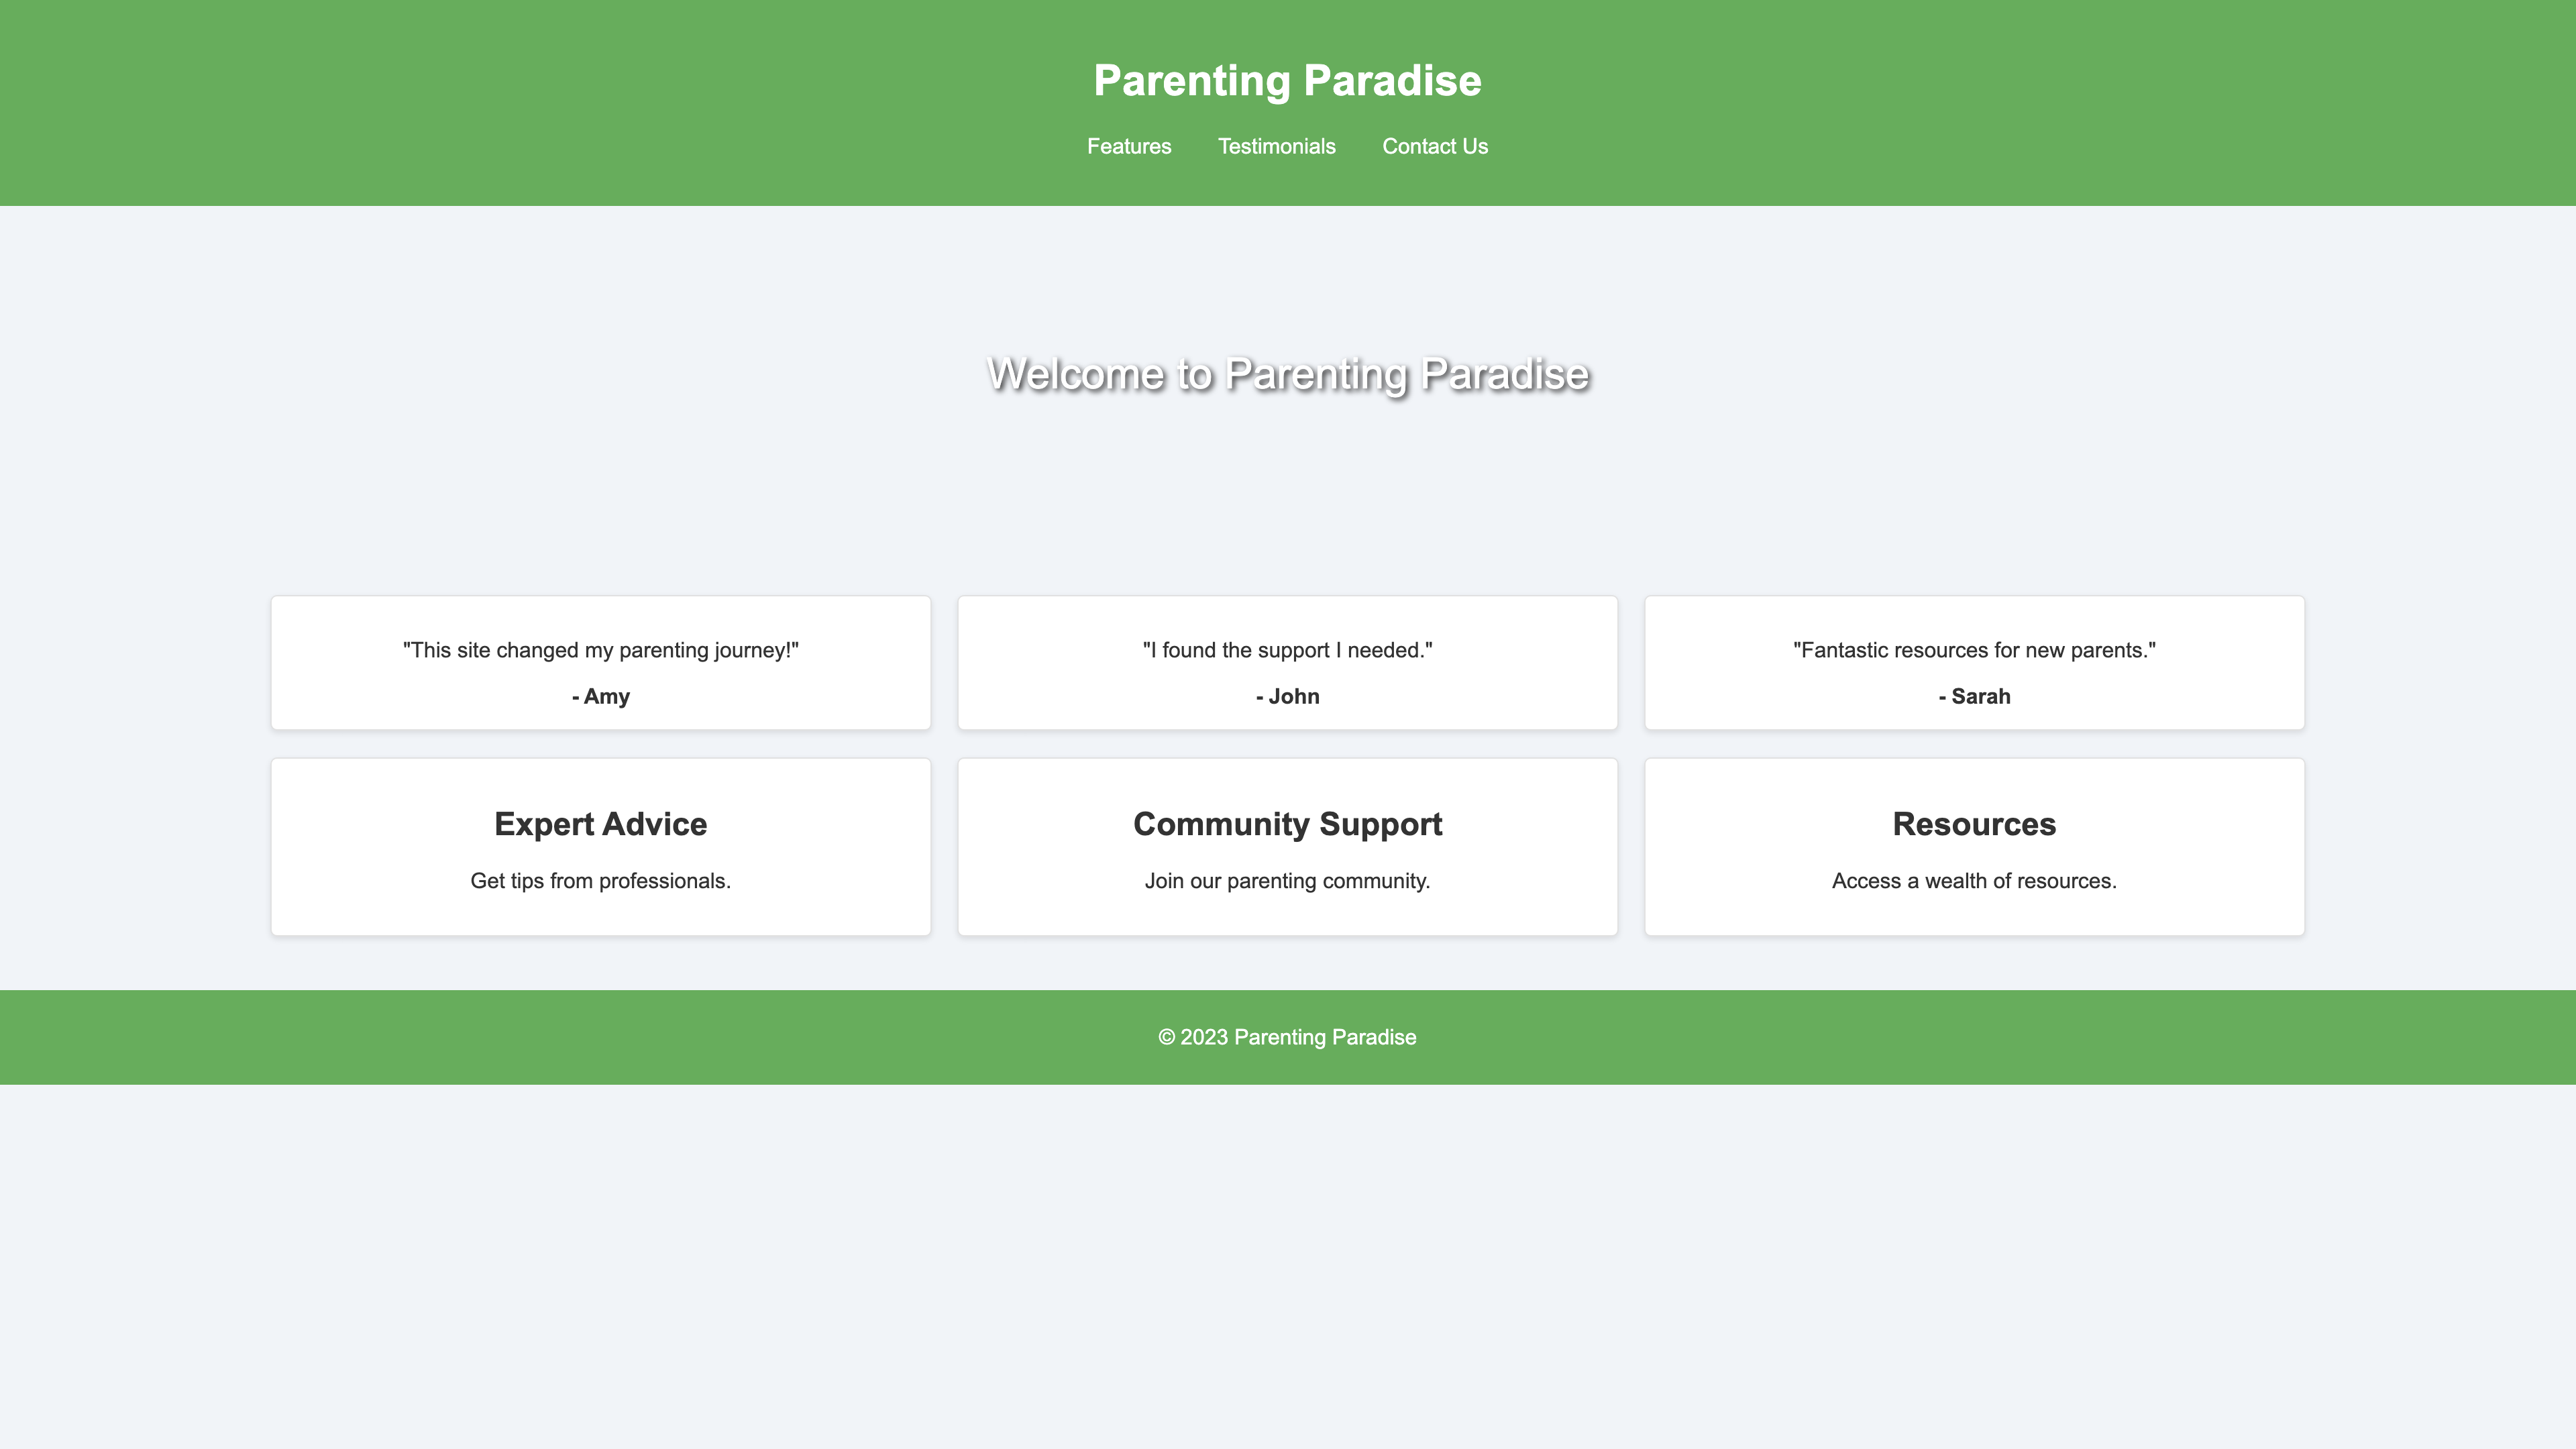 Parenting Paradise
Features Testimonials Contact Us
Welcome to Parenting Paradise
"This site changed my parenting journey!"
- Amy
"I found the support I needed."
- John
"Fantastic resources for new parents."
- Sarah
Expert Advice
Get tips from professionals.
Community Support
Join our parenting community.
Resources
Access a wealth of resources.
© 2023 Parenting Paradise